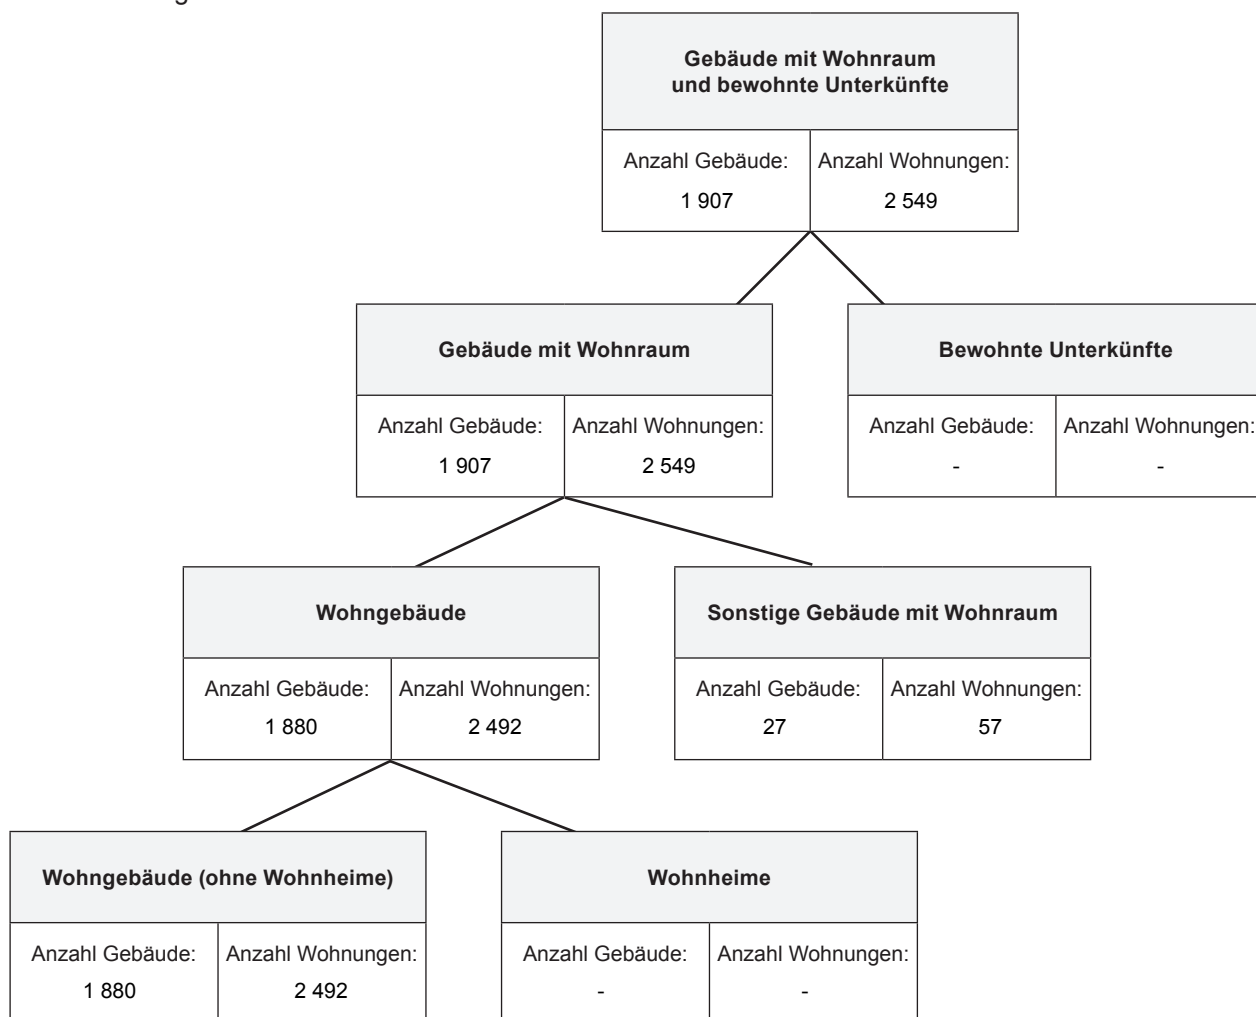 Gebäude mit Wohnraum
und bewohnte Unterkünfte
Anzahl Gebäude: Anzahl Wohnungen:
1 907 2 549
Gebäude mit Wohnraum Bewohnte Unterkünfte
Anzahl Gebäude: Anzahl Wohnungen: Anzahl Gebäude: Anzahl Wohnungen:
1 907 2 549 - -
Wohngebäude Sonstige Gebäude mit Wohnraum
Anzahl Gebäude: Anzahl Wohnungen: Anzahl Gebäude: Anzahl Wohnungen:
1 880 2 492 27 57
Wohngebäude (ohne Wohnheime) Wohnheime
Anzahl Gebäude: Anzahl Wohnungen: Anzahl Gebäude: Anzahl Wohnungen:
1 880 2 492 - -